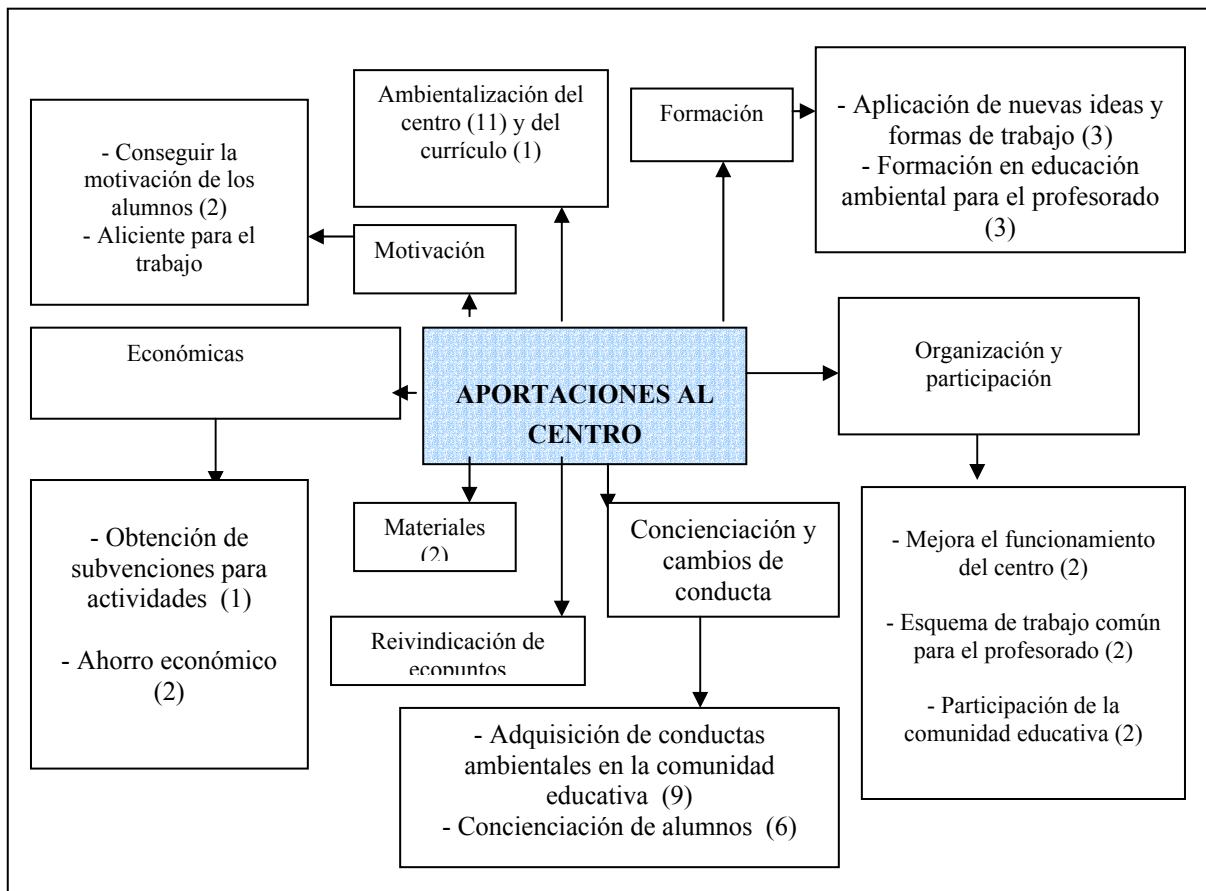 Ambientalización del
centro (11) y del
currículo (1)
Formación
- Aplicación de nuevas ideas y
formas de trabajo (3)
- Formación en educación
ambiental para el profesorado
(3)
- Conseguir la
motivación de los
alumnos (2)
- Aliciente para el
trabajo
Motivación
Económicas
APORTACIONES AL
CENTRO
Organización y
participación
- Obtención de
subvenciones para
actividades (1)
- Ahorro económico
(2)
Materiales
(2)
Concienciación y
cambios de
conducta
- Mejora el funcionamiento
del centro (2)
- Esquema de trabajo común
para el profesorado (2)
- Participación de la
comunidad educativa (2)
Reivindicación de
ecopuntos
- Adquisición de conductas
ambientales en la comunidad
educativa (9)
- Concienciación de alumnos (6)